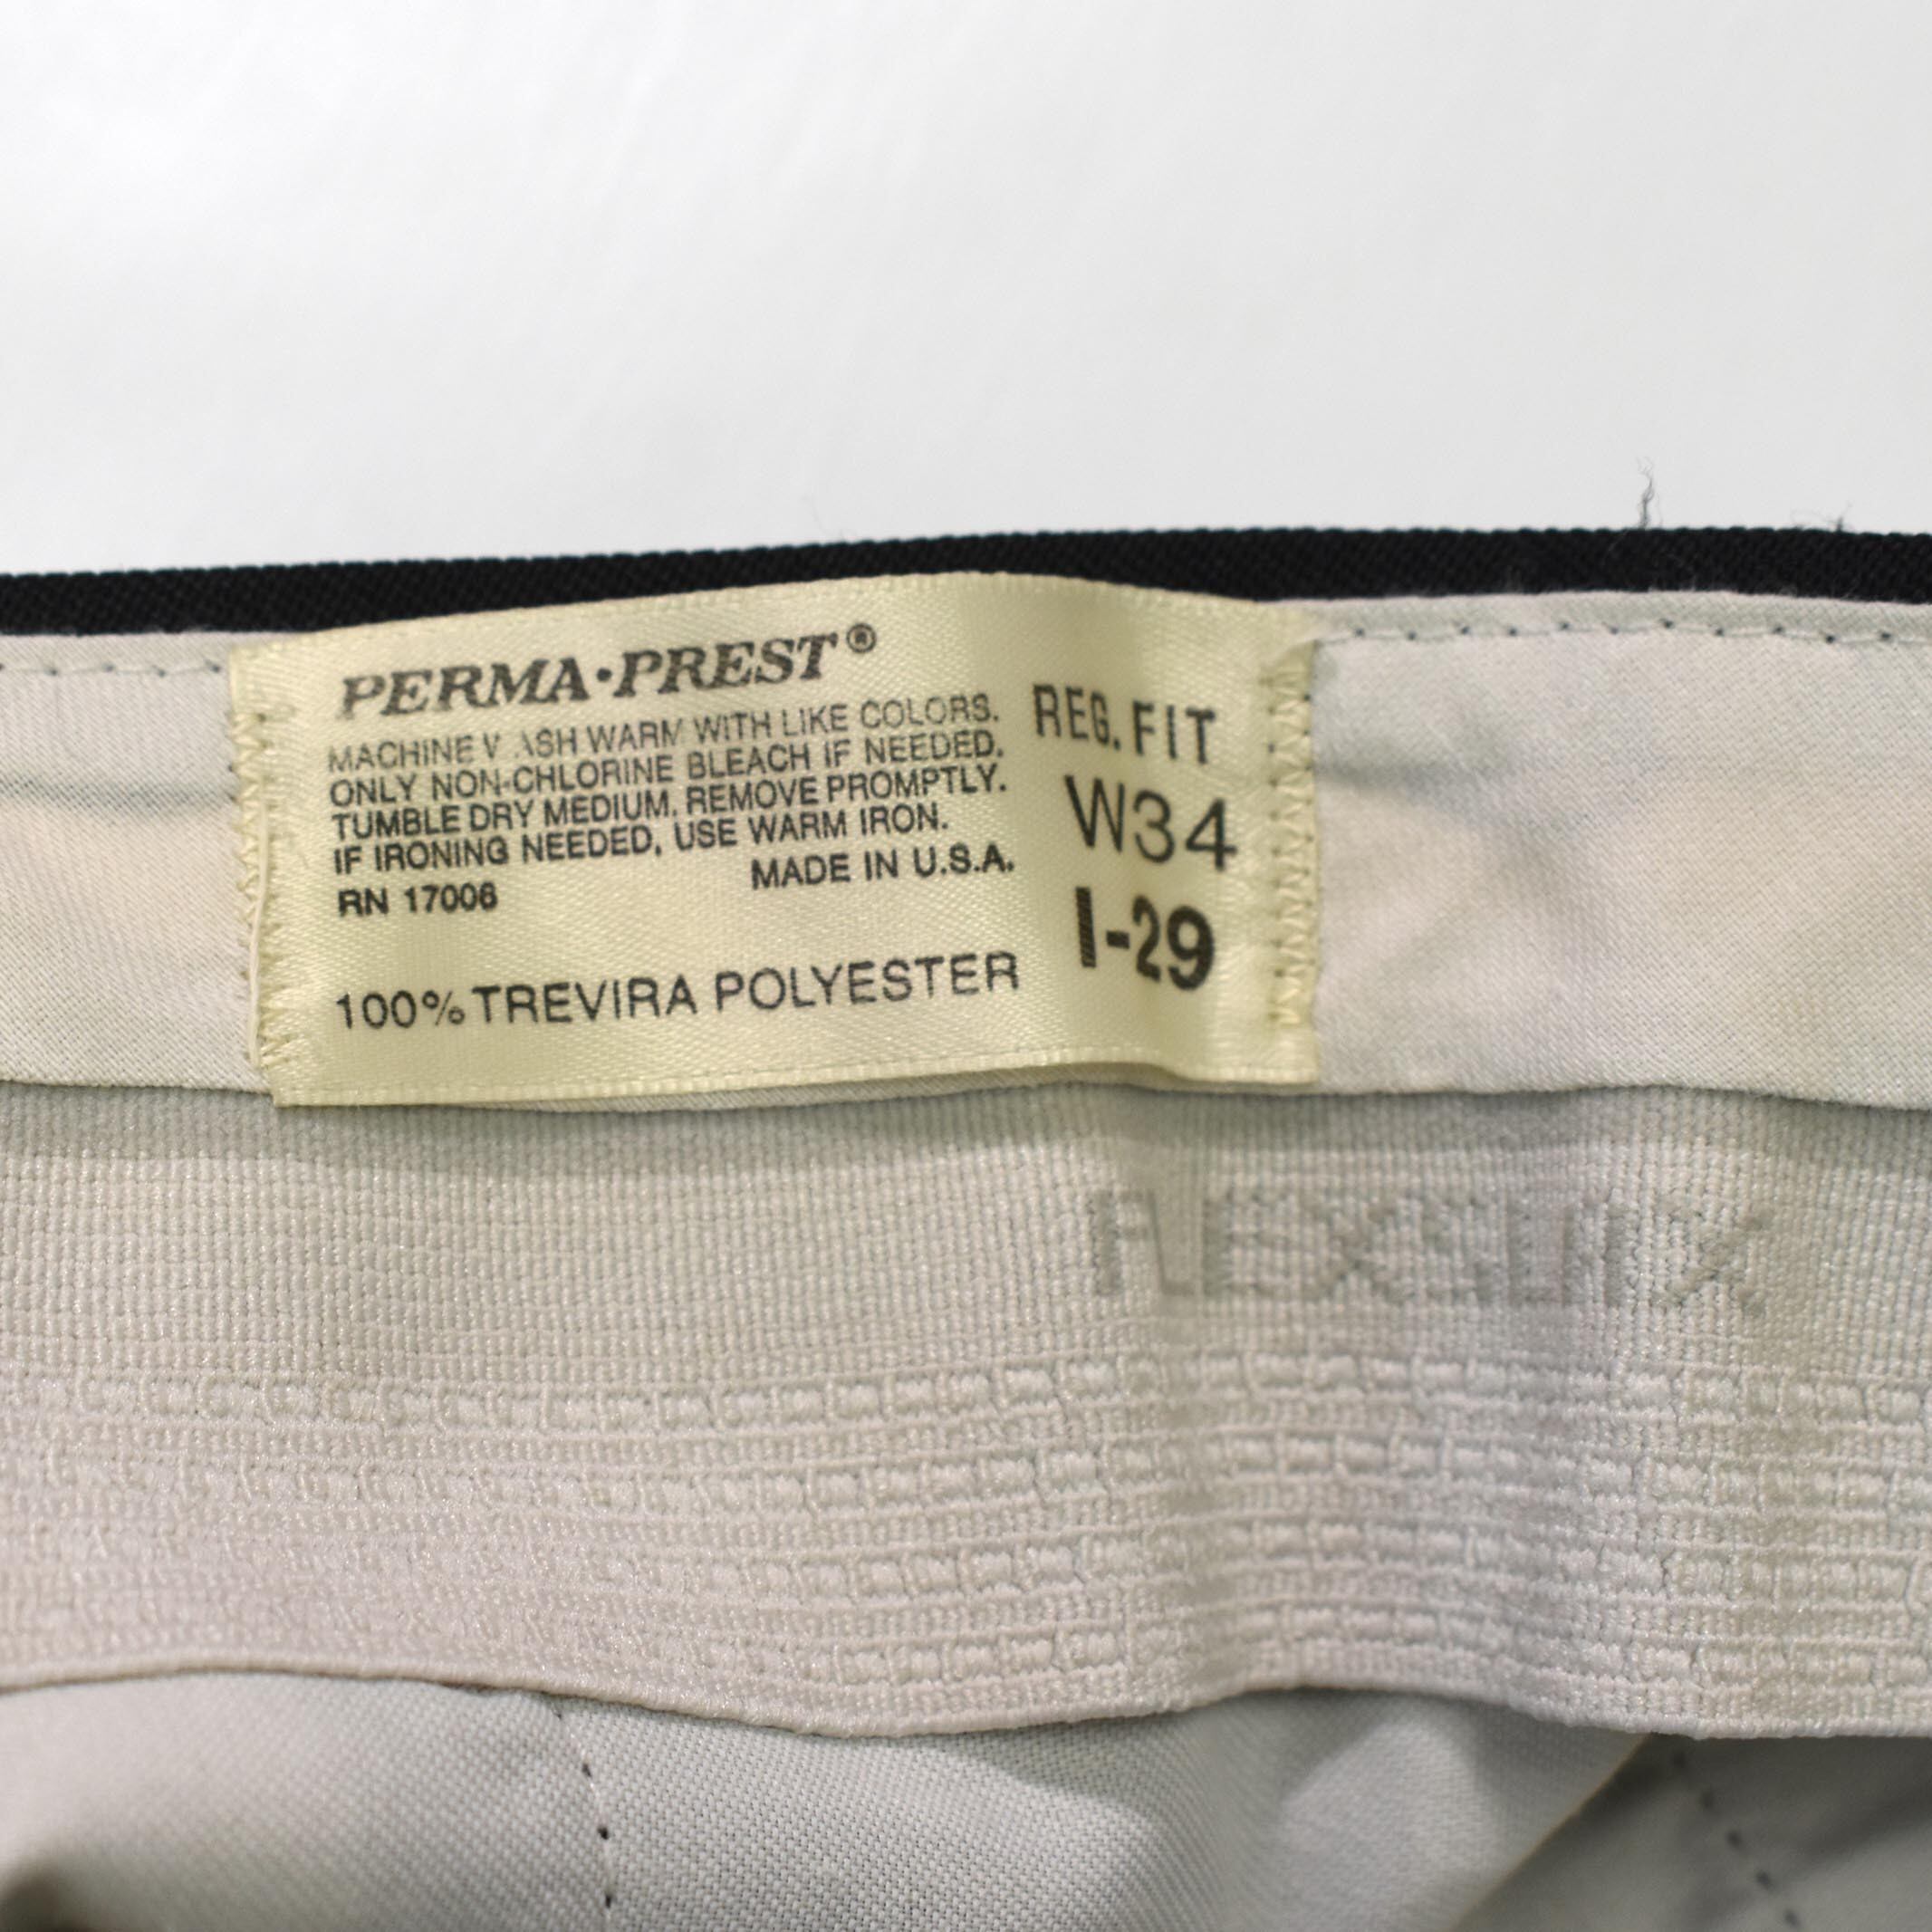 PERMA•PREST®
MACHINE WASH WARM WITH LIKE COLORS.
ONLY NON-CHLORINE BLEACH IF NEEDED.
TUMBLE DRY MEDIUM. REMOVE PROMPTLY.
IF IRONING NEEDED, USE WARM IRON.
MADE IN U.S.A.
RN 17006
100% TREVIRA POLYESTER
REG. FIT
W34
I-29